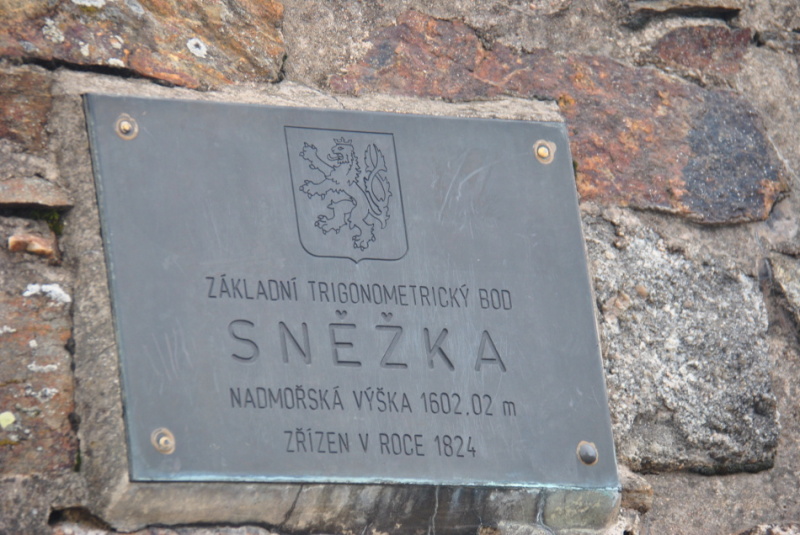 ZÁKLADNÍ TRIGONOMETRICKÝ BOD
SNĚŽKA
NADMOŘSKÁ VÝŠKA 1602.02 m
ZŘÍZEN V ROCE 1824